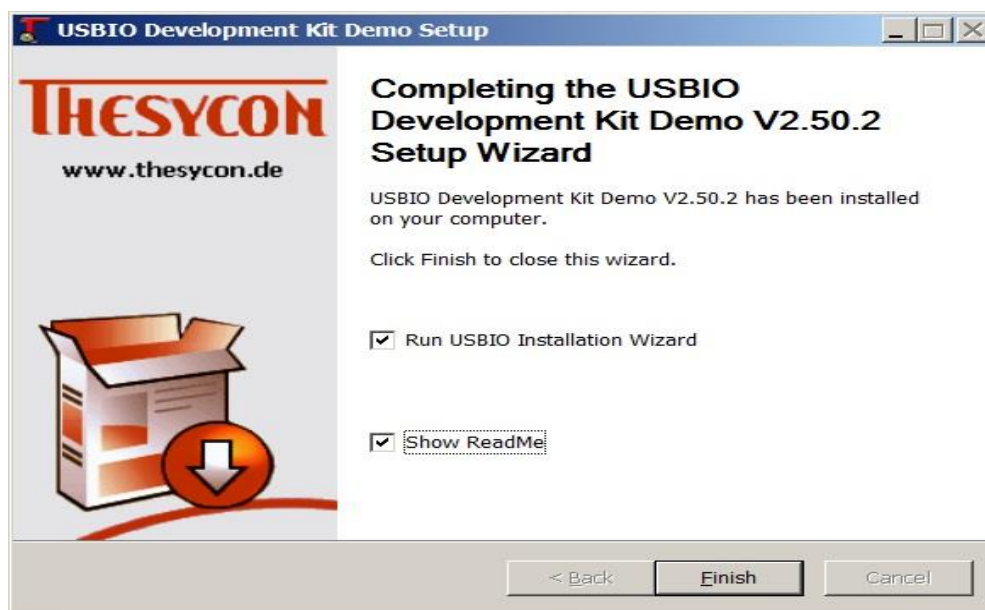 USBIO Development Kit Demo Setup
THESYCON
www.thesycon.de
Completing the USBIO
Development Kit Demo V2.50.2
Setup Wizard
USBIO Development Kit Demo V2.50.2 has been installed
on your computer.
Click Finish to close this wizard.
Run USBIO Installation Wizard
Show ReadMe
< Back
Finish
Cancel